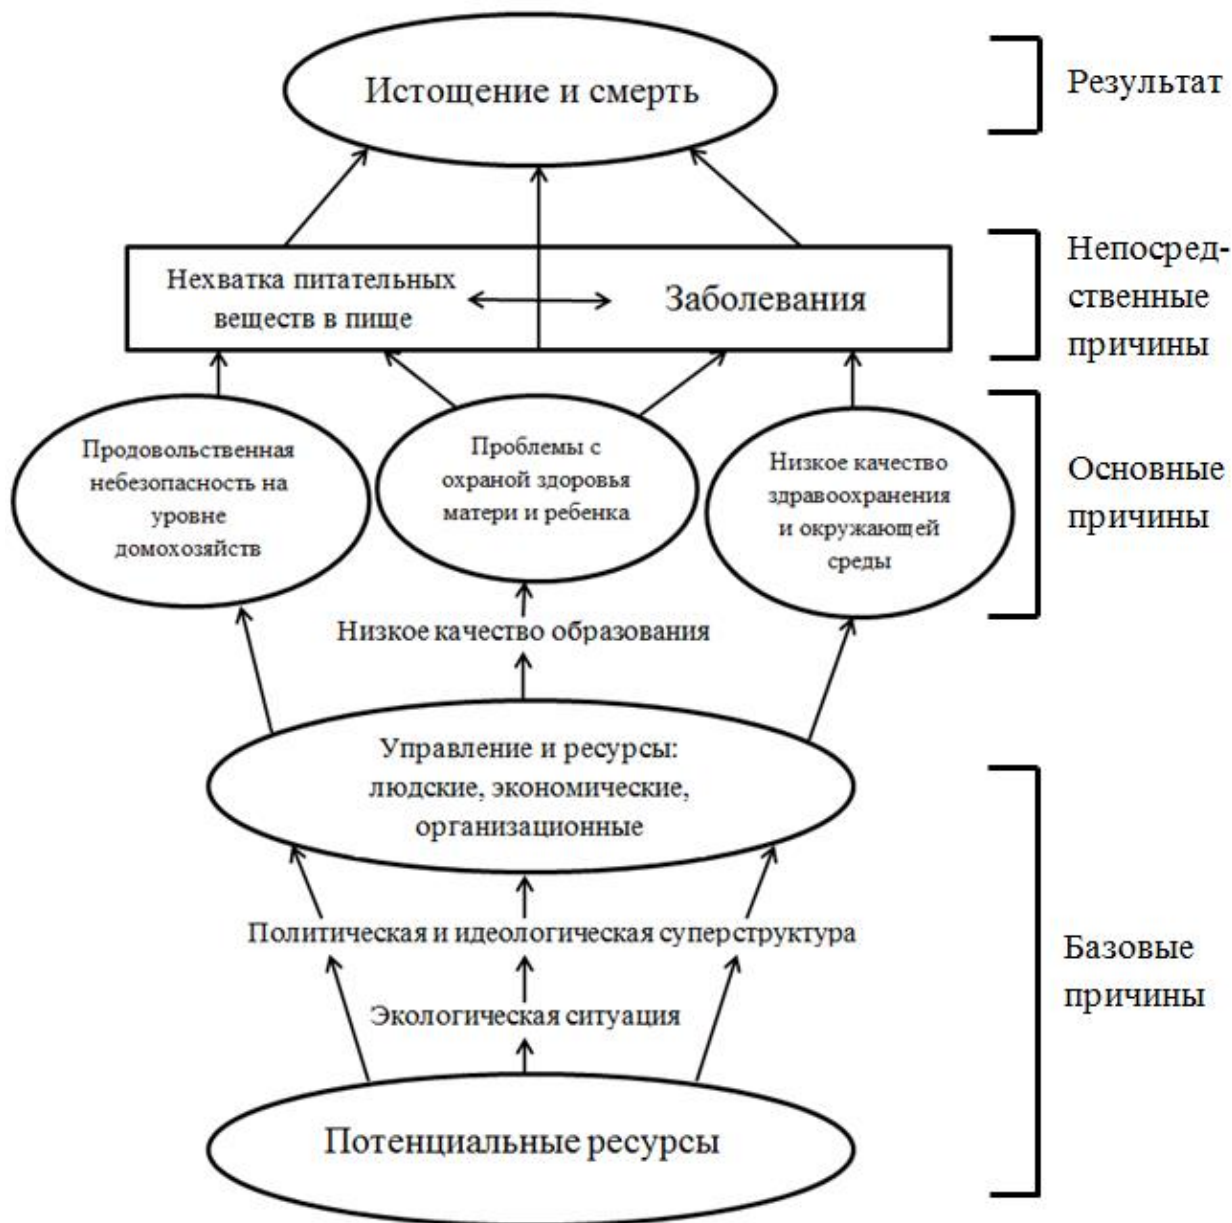 Истощение и смерть
Результат
Нехватка питательных
веществ в пище
Заболевания
Непосред-
ственные
причины
Продовольственная
небезопасность на
уровне
домохозяйств
Проблемы с
охраной здоровья
матери и ребенка
Низкое качество
здравоохранения
и окружающей
среды
Основные
причины
Низкое качество образования
Управление и ресурсы:
людские, экономические,
организационные
Политическая и идеологическая суперструктура
Экологическая ситуация
Потенциальные ресурсы
Базовые
причины